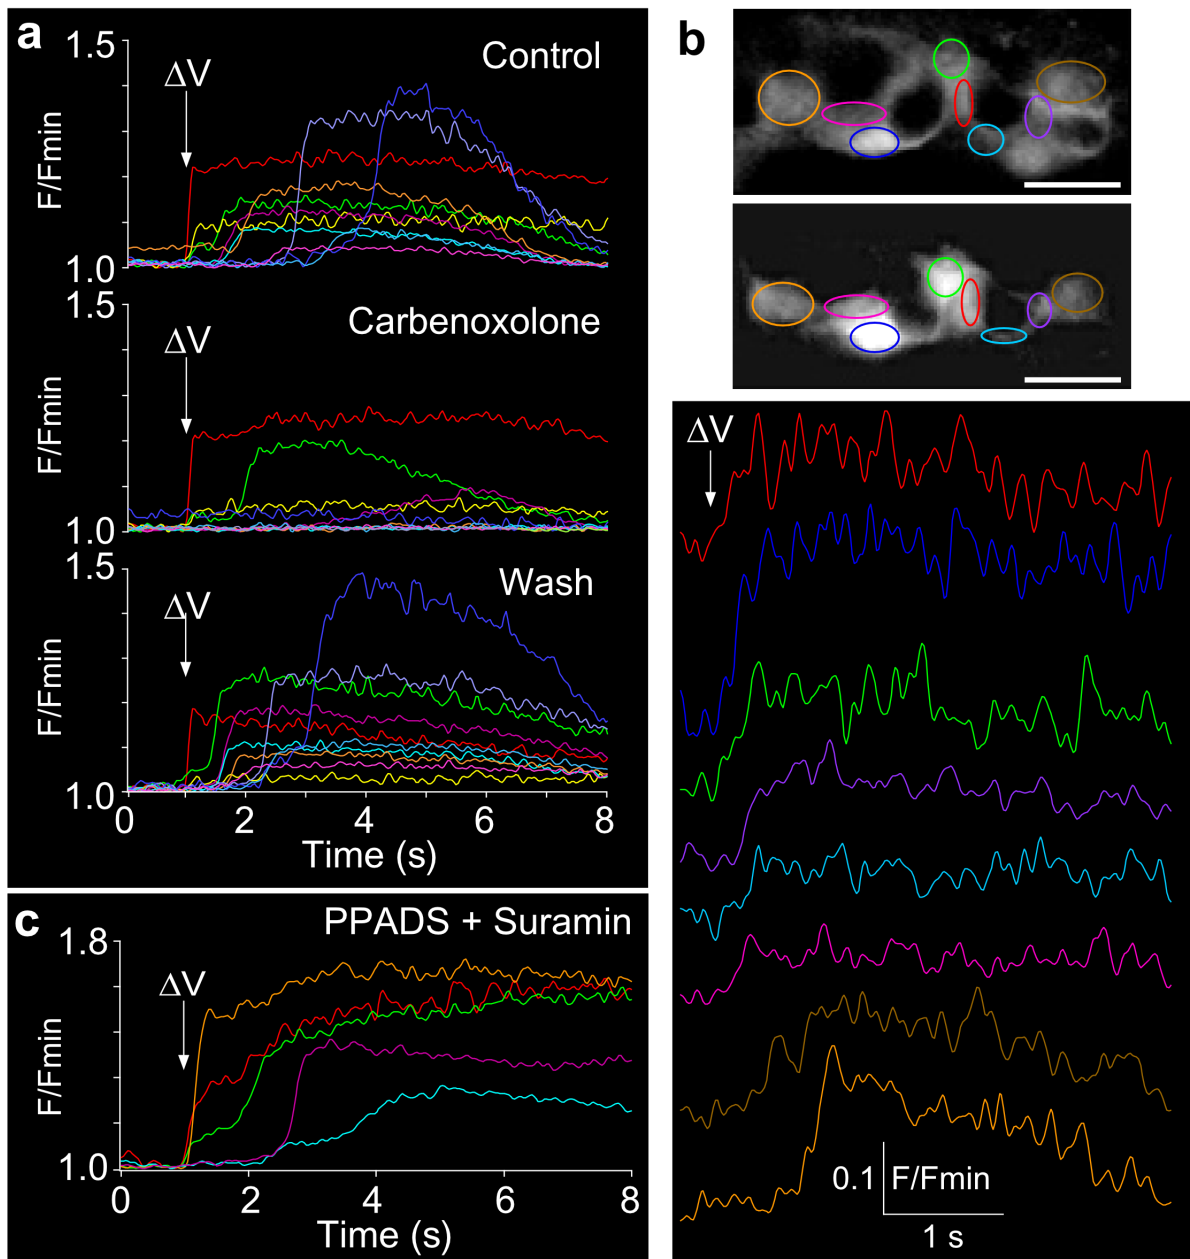 a
Control
ΔV
1.5
F/Fmin
1.0
Carbenoxolone
ΔV
1.5
F/Fmin
1.0
Wash
ΔV
1.5
F/Fmin
1.0
0 2 4 6 8
Time (s)
b
ΔV
0.1 F/Fmin
1 s
c
PPADS + Suramin
ΔV
1.8
F/Fmin
1.0
0 2 4 6 8
Time (s)